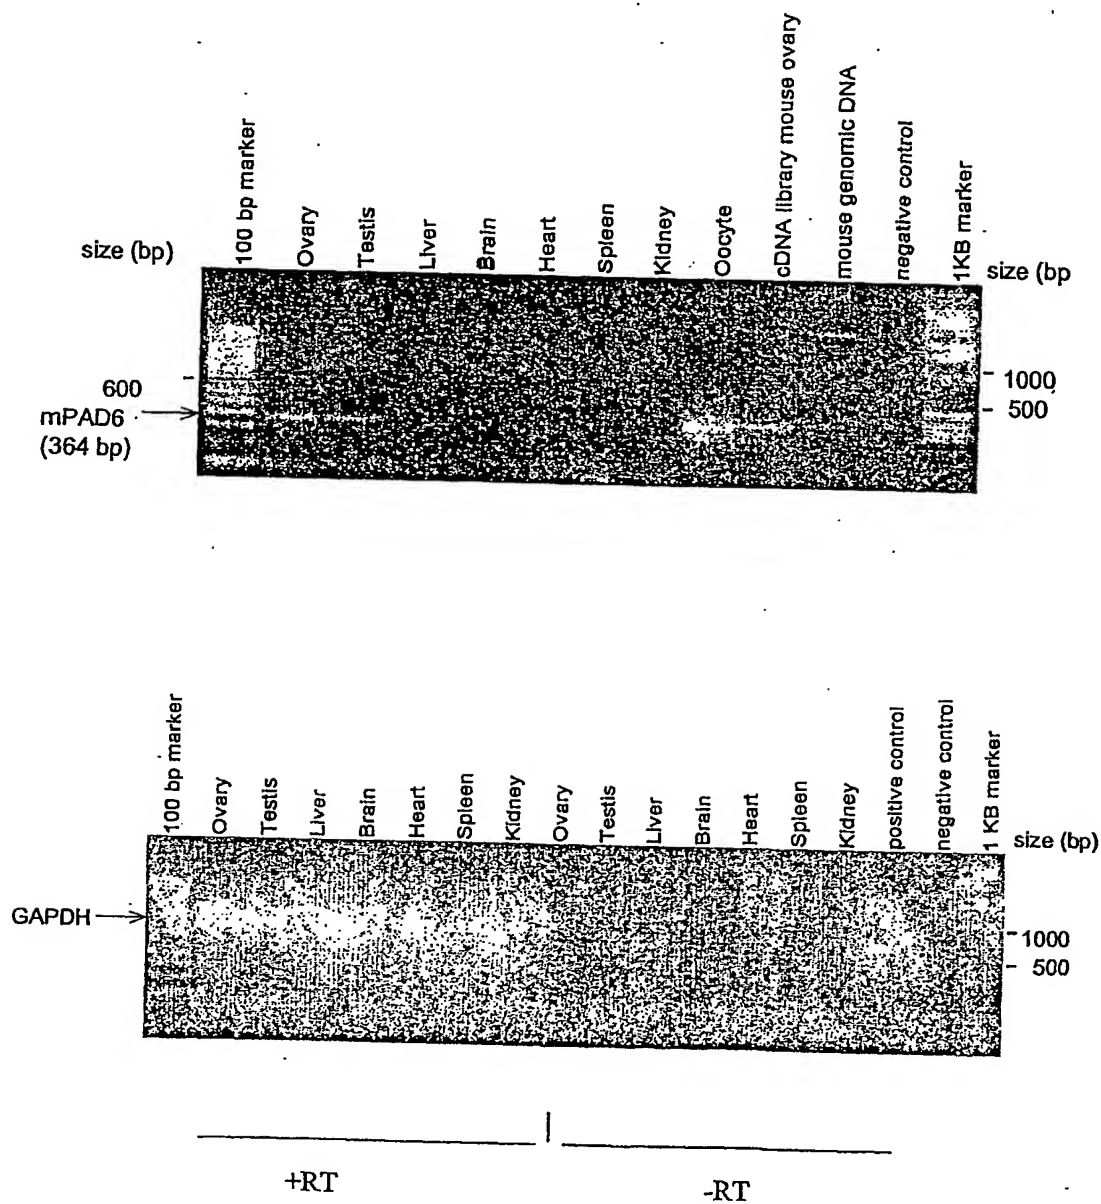 100 bp marker
Ovary
Testis
Liver
Brain
Heart
Spleen
Kidney
Oocyte
cDNA library mouse ovary
mouse genomic DNA
negative control
1KB marker
size (bp)
size (bp
600
1000
mPAD6
500
(364 bp)
100 bp marker
Ovary
Testis
Liver
Brain
Heart
Spleen
Kidney
Ovary
Testis
Liver
Brain
Heart
Spleen
Kidney
positive control
negative control
1 KB marker
size (bp)
GAPDH
1000
500
+RT
-RT